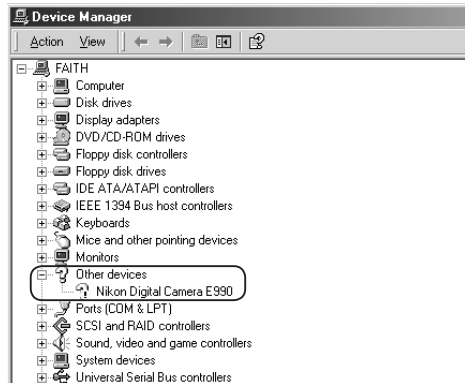 Device Manager
Action View
FAITH
Computer
Disk drives
Display adapters
DVD/CD-ROM drives
Floppy disk controllers
Floppy disk drives
IDE ATA/ATAPI controllers
IEEE 1394 Bus host controllers
Keyboards
Mice and other pointing devices
Monitors
Other devices
Nikon Digital Camera E990
Ports (COM & LPT)
SCSI and RAID controllers
Sound, video and game controllers
System devices
Universal Serial Bus controllers